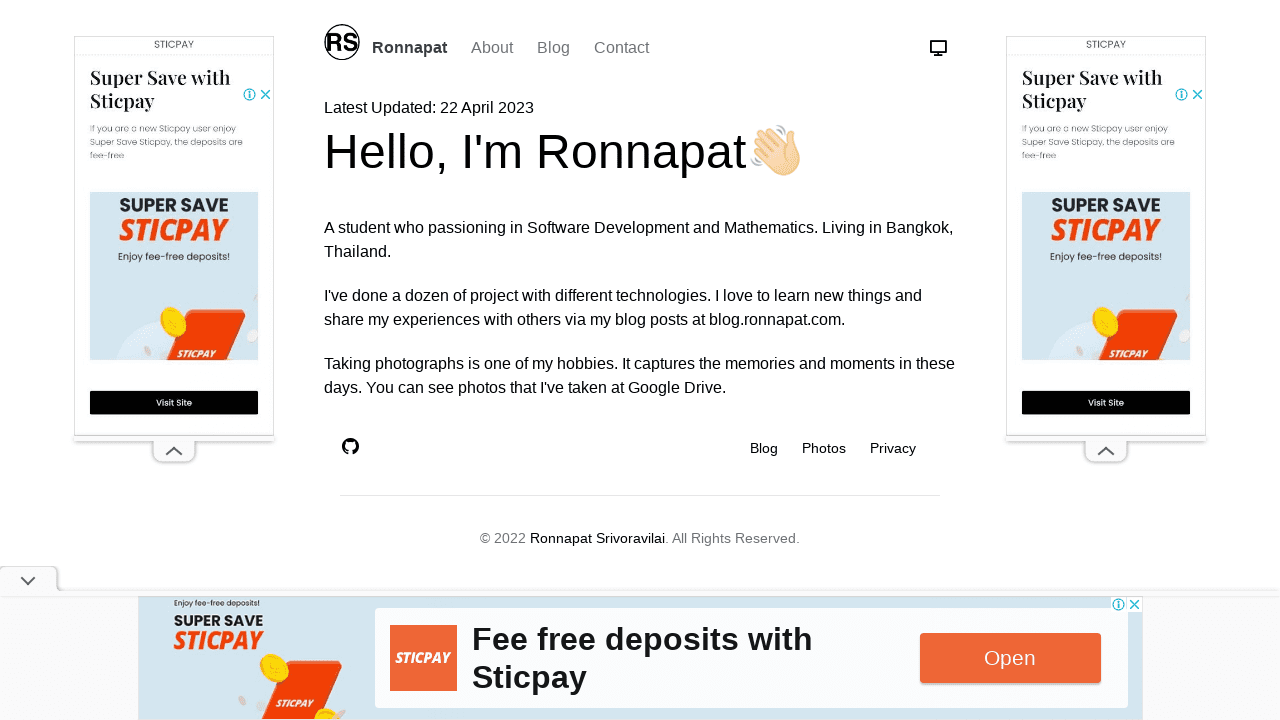 RS Ronnapat About Blog Contact
Latest Updated: 22 April 2023
Hello, I'm Ronnapat
A student who passioning in Software Development and Mathematics. Living in Bangkok,
Thailand.
I've done a dozen of project with different technologies. I love to learn new things and
share my experiences with others via my blog posts at blog.ronnapat.com.
Taking photographs is one of my hobbies. It captures the memories and moments in these
days. You can see photos that I've taken at Google Drive.
Blog Photos Privacy
© 2022 Ronnapat Srivoravilai. All Rights Reserved.
STICPAY
Super Save with
Sticpay
If you are a new Sticpay user enjoy
Super Save Sticpay, the deposits are
fee-free
SUPER SAVE
STICPAY
Enjoy fee-free deposits!
STICPAY
Visit Site
STICPAY
Super Save with
Sticpay
If you are a new Sticpay user enjoy
Super Save Sticpay, the deposits are
fee-free
SUPER SAVE
STICPAY
Enjoy fee-free deposits!
STICPAY
Visit Site
Enjoy fee-free deposits!
SUPER SAVE
STICPAY
STICPAY
STICPAY
Fee free deposits with
Sticpay
Open